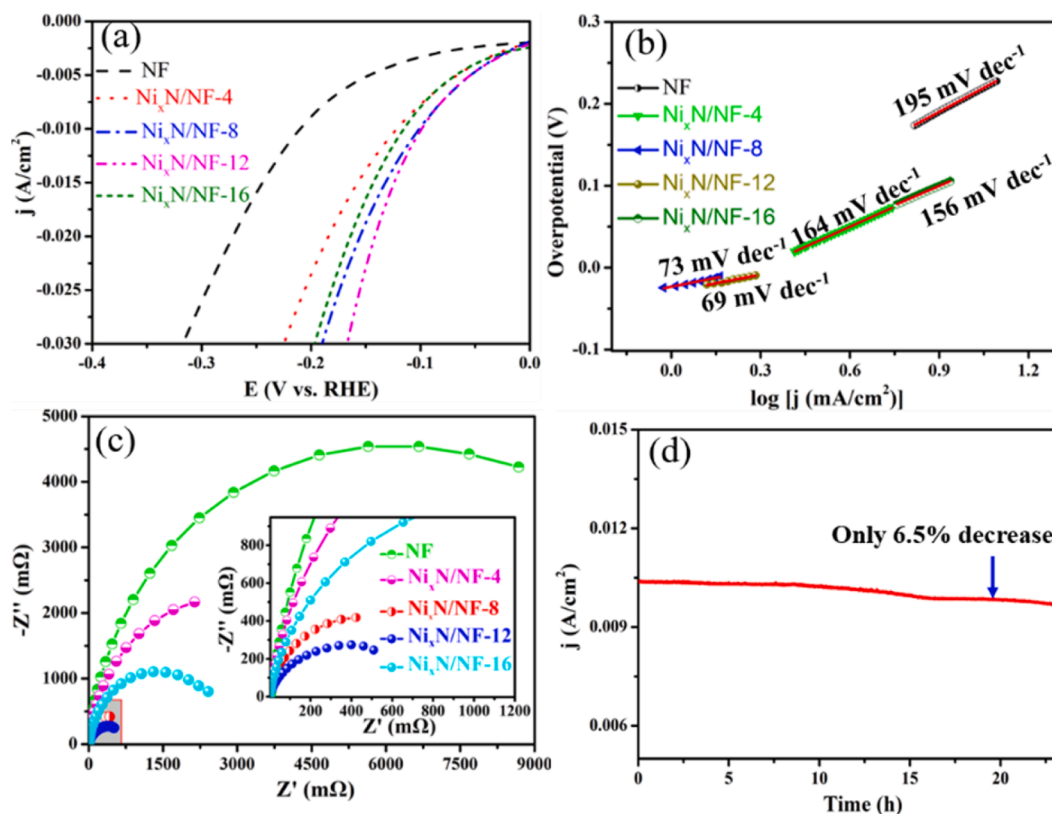 (a)
0.000
-0.005
-0.010
-0.015
-0.020
-0.025
-0.030
j (A/cm²)
NF
NiₓN/NF-4
NiₓN/NF-8
NiₓN/NF-12
NiₓN/NF-16
-0.4 -0.3 -0.2 -0.1 0.0
E (V vs. RHE)
(b)
0.3
0.2
0.1
0.0
-0.1
Overpotential (V)
NF
NiₓN/NF-4
NiₓN/NF-8
NiₓN/NF-12
NiₓN/NF-16
195 mV dec⁻¹
164 mV dec⁻¹
156 mV dec⁻¹
73 mV dec⁻¹
69 mV dec⁻¹
0.0 0.3 0.6 0.9 1.2
log [j (mA/cm²)]
(c)
5000
4000
3000
2000
1000
0
-Z'' (mΩ)
800
600
400
200
0
-Z'' (mΩ)
NF
NiₓN/NF-4
NiₓN/NF-8
NiₓN/NF-12
NiₓN/NF-16
200 400 600 800 1000 1200
Z' (mΩ)
0 1500 3000 4500 6000 7500 9000
Z' (mΩ)
(d)
0.015
0.012
0.009
0.006
j (A/cm²)
Only 6.5% decrease
0 5 10 15 20
Time (h)